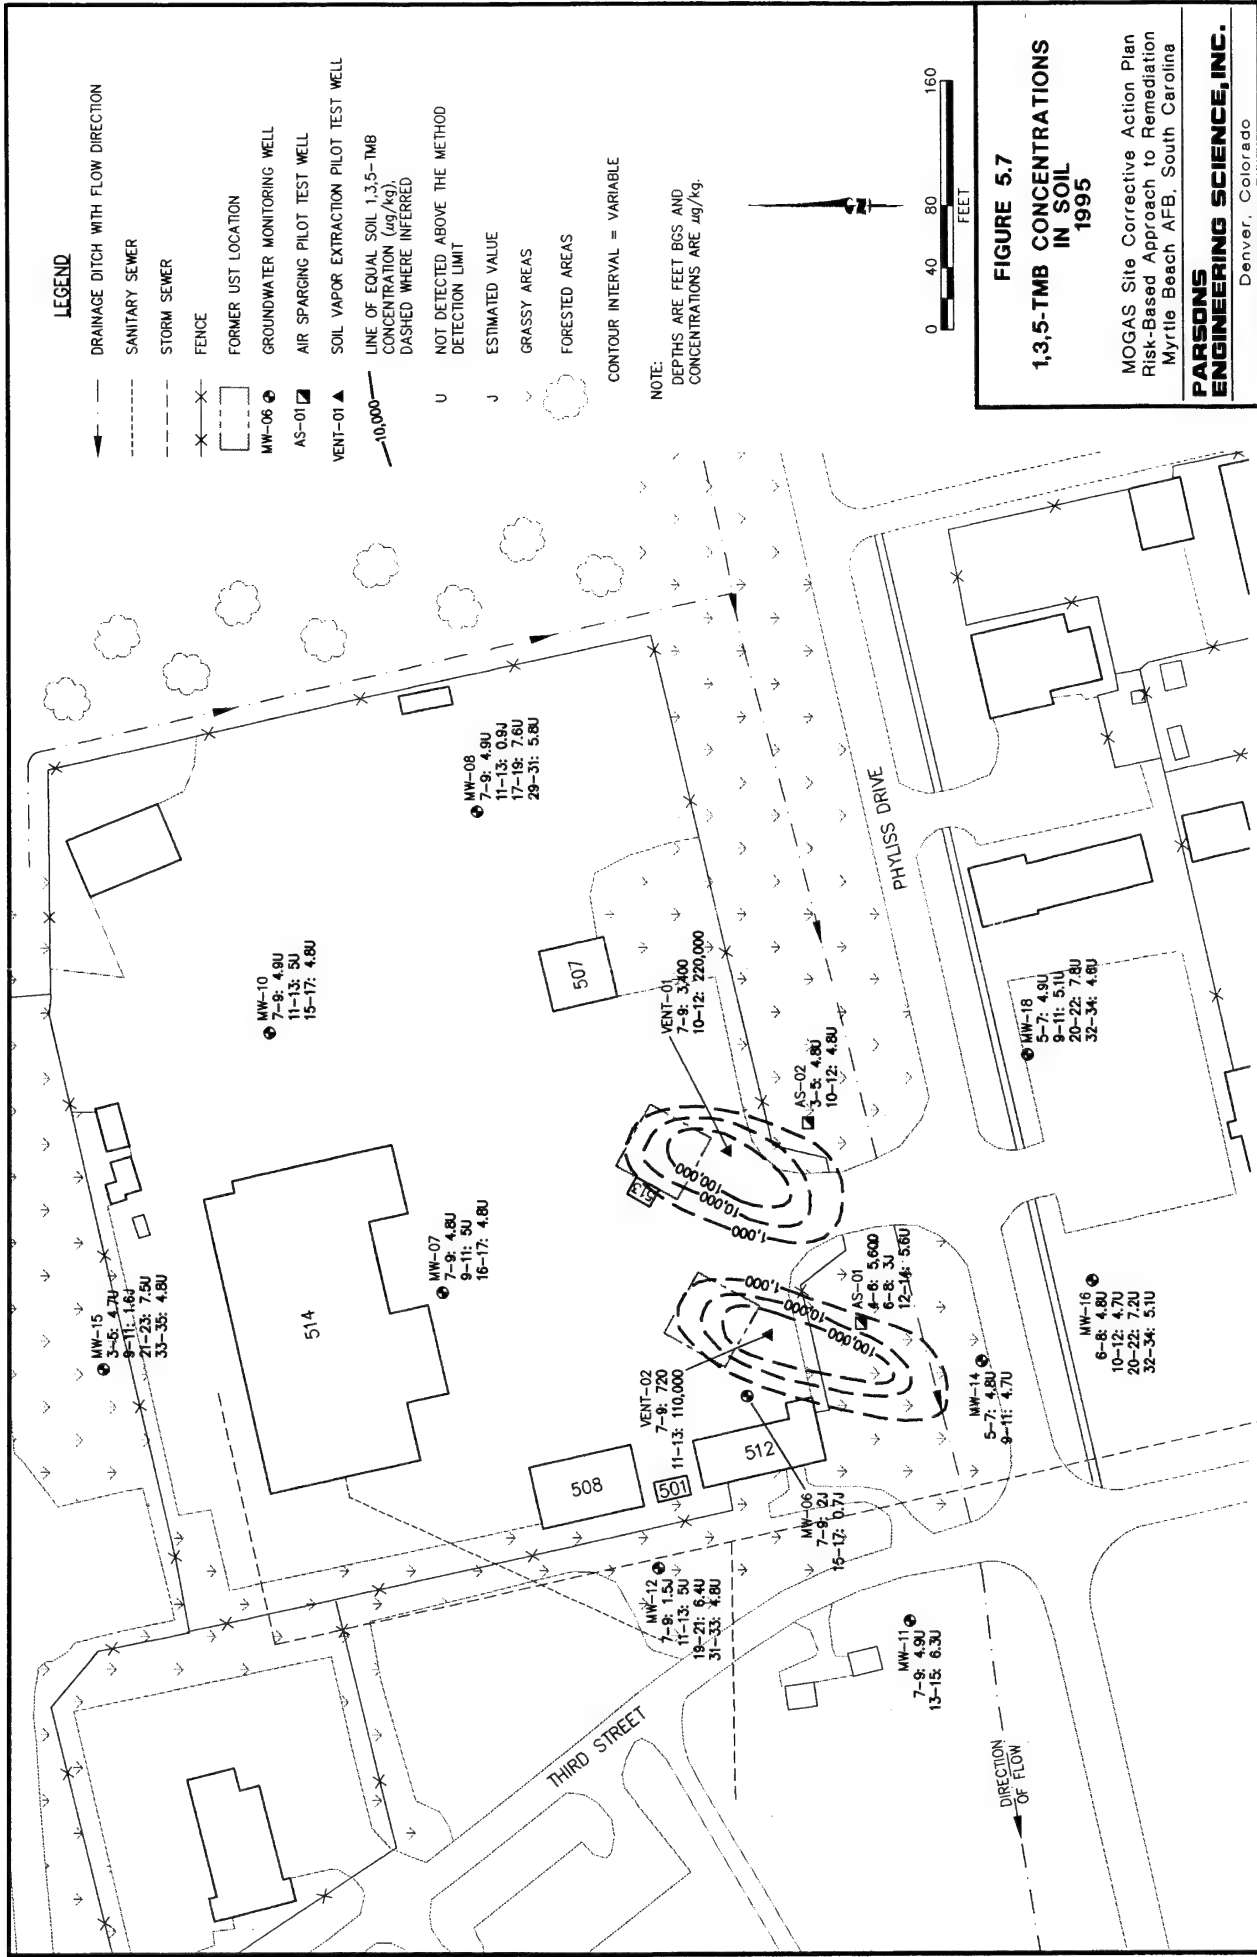 LEGEND
DRAINAGE DITCH WITH FLOW DIRECTION
SANITARY SEWER
STORM SEWER
FENCE
FORMER UST LOCATION
MW-06 GROUNDWATER MONITORING WELL
AS-01 AIR SPARGING PILOT TEST WELL
VENT-01 SOIL VAPOR EXTRACTION PILOT TEST WELL
10,000 LINE OF EQUAL SOIL 1,3,5-TMB
CONCENTRATION (ug/kg),
DASHED WHERE INFERRED
U NOT DETECTED ABOVE THE METHOD
DETECTION LIMIT
J ESTIMATED VALUE
GRASSY AREAS
FORESTED AREAS
CONTOUR INTERVAL = VARIABLE
NOTE:
DEPTHS ARE FEET BGS AND
CONCENTRATIONS ARE ug/kg.
N
0 40 80 160
FEET
FIGURE 5.7
1,3,5-TMB CONCENTRATIONS
IN SOIL
1995
MOGAS Site Corrective Action Plan
Risk-Based Approach to Remediation
Myrtle Beach AFB, South Carolina
PARSONS
ENGINEERING SCIENCE, INC.
Denver, Colorado
MW-15
3-5: 4.7U
9-11: 1.6J
21-23: 7.5U
33-35: 4.8U
MW-10
7-9: 4.9U
11-13: 5U
15-17: 4.8U
MW-08
7-9: 4.9U
11-13: 0.9J
17-19: 7.6U
29-31: 5.8U
514
MW-07
7-9: 4.8U
9-11: 5U
16-17: 4.8U
507
508
501
512
513
VENT-01
7-9: 3,400
10-12: 220,000
AS-02
3-5: 4.8U
10-12: 4.8U
100,000
10,000
1,000
VENT-02
7-9: 720
11-13: 110,000
1,000
10,000
100,000
AS-01
4-6: 5,600
6-8: 3J
12-14: 5.6U
MW-06
7-9: 2J
15-17: 0.7J
MW-12
7-9: 1.5J
11-13: 5U
19-21: 6.4U
31-33: 4.8U
MW-14
5-7: 4.8U
9-11: 4.7U
MW-11
7-9: 4.9U
13-15: 6.3U
MW-16
6-8: 4.8U
10-12: 4.7U
20-22: 7.2U
32-34: 5.1U
MW-18
5-7: 4.9U
9-11: 5.1U
20-22: 7.8U
32-34: 4.6U
PHYLISS DRIVE
THIRD STREET
DIRECTION
OF FLOW